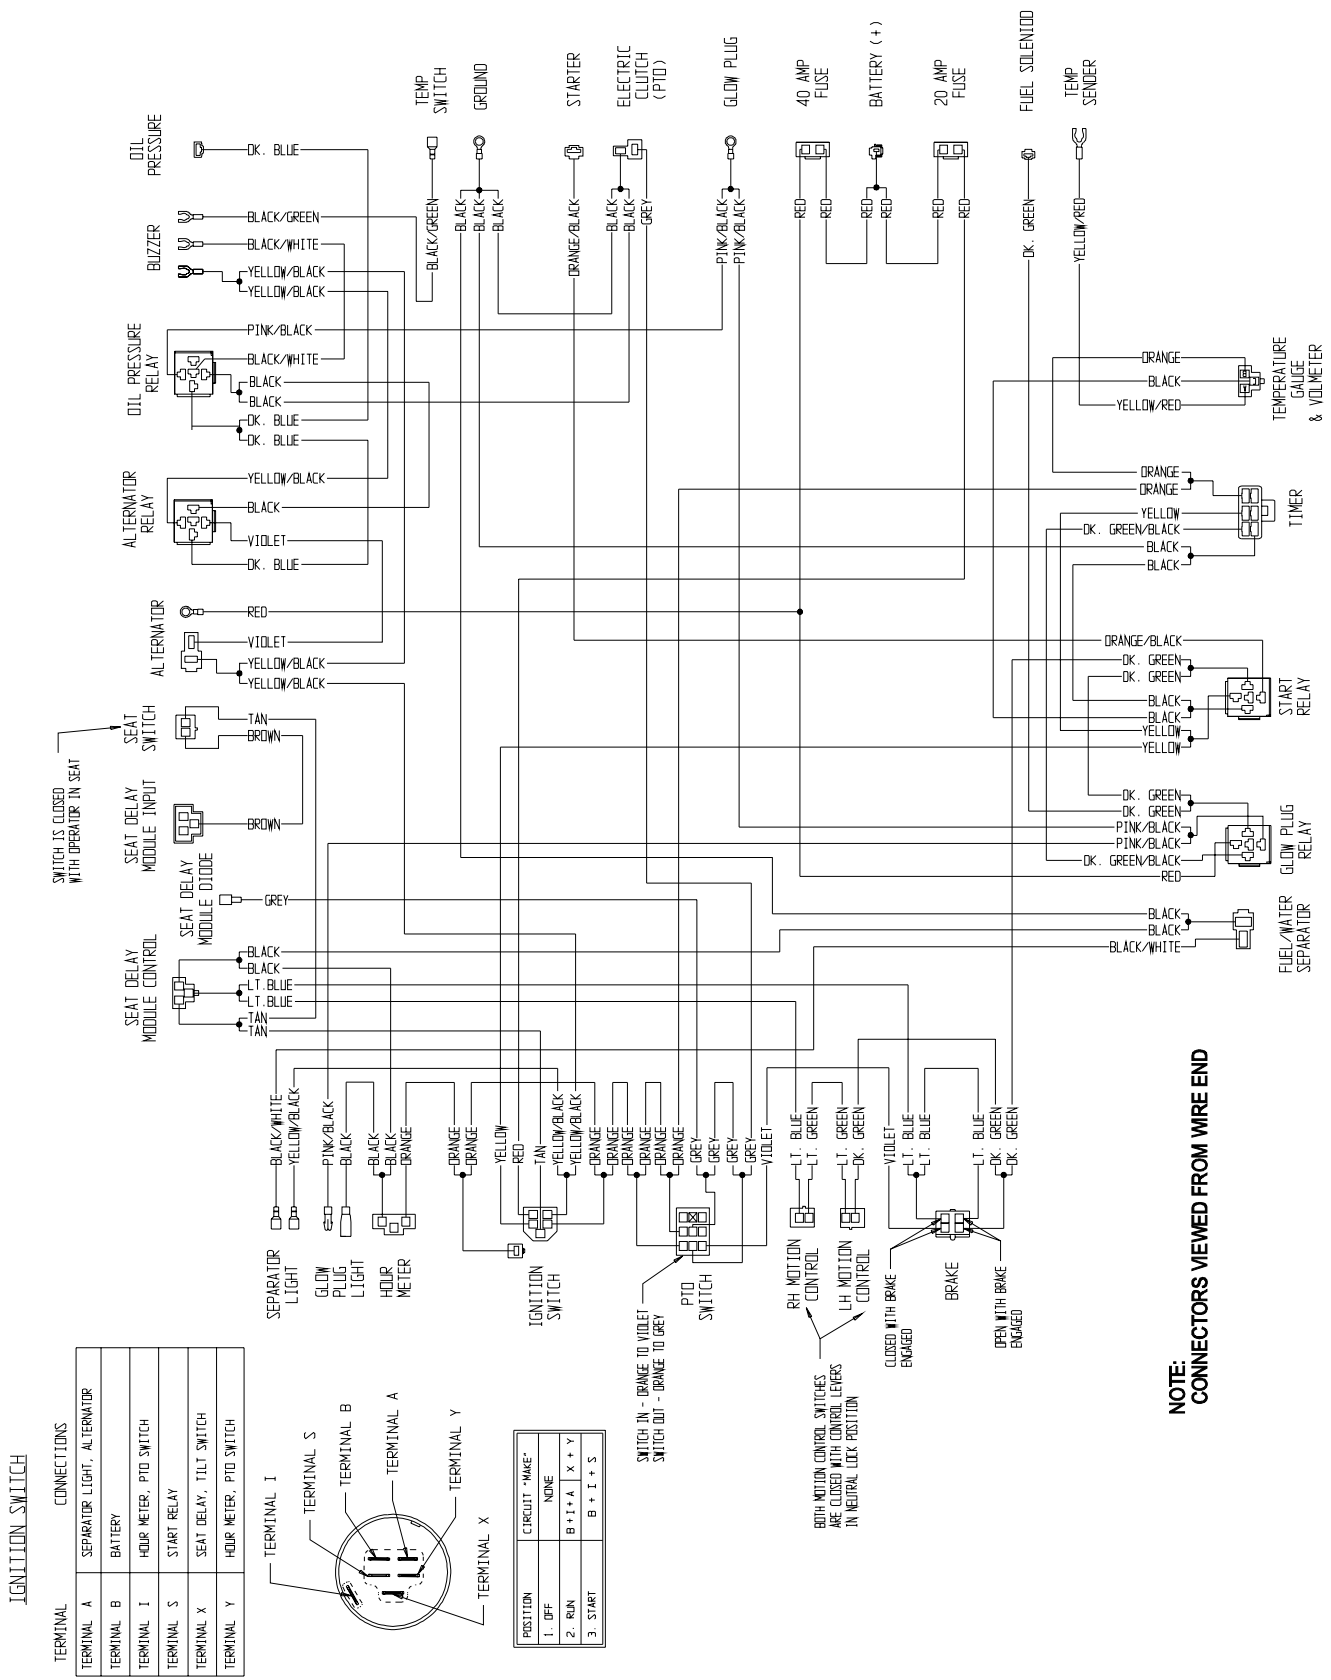 OIL
PRESSURE
DK. BLUE
BUZZER
BLACK/GREEN
BLACK/WHITE
YELLOW/BLACK
YELLOW/BLACK
OIL PRESSURE
RELAY
PINK/BLACK
BLACK/WHITE
BLACK
BLACK
DK. BLUE
DK. BLUE
ALTERNATOR
RELAY
YELLOW/BLACK
BLACK
VIOLET
DK. BLUE
ALTERNATOR
RED
VIOLET
YELLOW/BLACK
YELLOW/BLACK
SEAT
SWITCH
TAN
BROWN
SWITCH IS CLOSED
WITH OPERATOR IN SEAT
SEAT DELAY
MODULE INPUT
BROWN
SEAT DELAY
MODULE DIODE
GREY
SEAT DELAY
MODULE CONTROL
BLACK
BLACK
LT.BLUE
LT.BLUE
TAN
TAN
TEMP
SWITCH
BLACK/GREEN
GROUND
BLACK
BLACK
BLACK
STARTER
ORANGE/BLACK
ELECTRIC
CLUTCH
(PTO)
BLACK
BLACK
GREY
GLOW PLUG
PINK/BLACK
PINK/BLACK
40 AMP
FUSE
RED
RED
BATTERY (+)
RED
RED
20 AMP
FUSE
RED
RED
FUEL SOLENIOD
DK. GREEN
TEMP
SENDER
YELLOW/RED
ORANGE
BLACK
YELLOW/RED
TEMPERATURE
GAUGE
& VOLMETER
ORANGE
ORANGE
YELLOW
DK. GREEN/BLACK
BLACK
BLACK
TIMER
ORANGE/BLACK
DK. GREEN
DK. GREEN
BLACK
BLACK
YELLOW
YELLOW
START
RELAY
DK. GREEN
DK. GREEN
PINK/BLACK
PINK/BLACK
DK. GREEN/BLACK
RED
GLOW PLUG
RELAY
BLACK
BLACK
BLACK/WHITE
FUEL/WATER
SEPARATOR
BLACK/WHITE
YELLOW/BLACK
SEPARATOR
LIGHT
PINK/BLACK
BLACK
GLOW
PLUG
LIGHT
BLACK
BLACK
ORANGE
HOUR
METER
ORANGE
ORANGE
YELLOW
RED
TAN
YELLOW/BLACK
YELLOW/BLACK
ORANGE
ORANGE
IGNITION
SWITCH
ORANGE
ORANGE
ORANGE
ORANGE
GREY
GREY
GREY
GREY
VIOLET
PTO
SWITCH
SWITCH IN - ORANGE TO VIOLET
SWITCH OUT - ORANGE TO GREY
LT. BLUE
LT. GREEN
RH MOTION
CONTROL
LT. GREEN
DK. GREEN
LH MOTION
CONTROL
BOTH MOTION CONTROL SWITCHES
ARE CLOSED WITH CONTROL LEVERS
IN NEUTRAL LOCK POSITION
VIOLET
LT. BLUE
LT. BLUE
LT. BLUE
DK. GREEN
DK. GREEN
BRAKE
CLOSED WITH BRAKE
ENGAGED
OPEN WITH BRAKE
ENGAGED
NOTE:
CONNECTORS VIEWED FROM WIRE END
IGNITION SWITCH
TERMINAL CONNECTIONS
TERMINAL A SEPARATOR LIGHT, ALTERNATOR
TERMINAL B BATTERY
TERMINAL I HOUR METER, PTO SWITCH
TERMINAL S START RELAY
TERMINAL X SEAT DELAY, TILT SWITCH
TERMINAL Y HOUR METER, PTO SWITCH
TERMINAL I
TERMINAL S
TERMINAL B
TERMINAL A
TERMINAL Y
TERMINAL X
POSITION CIRCUIT "MAKE"
1. OFF NONE
2. RUN B + I + A X + Y
3. START B + I + S